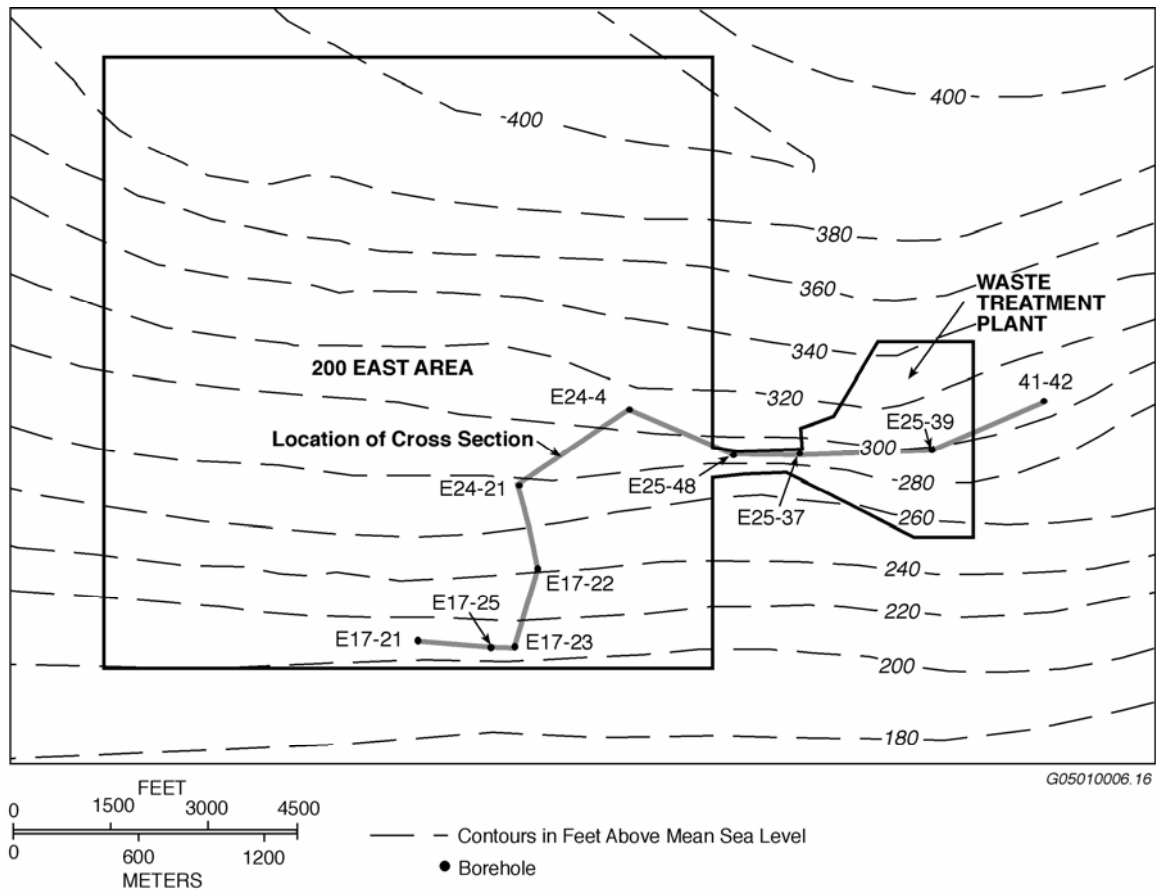 -400
400
380
360
WASTE
TREATMENT
PLANT
340
200 EAST AREA
320
41-42
E24-4
E25-39
Location of Cross Section
300
E25-48
280
E24-21
E25-37
260
240
E17-22
E17-25
220
E17-21
E17-23
200
180
G05010006.16
FEET
0 1500 3000 4500
0 600 1200
METERS
Contours in Feet Above Mean Sea Level
Borehole